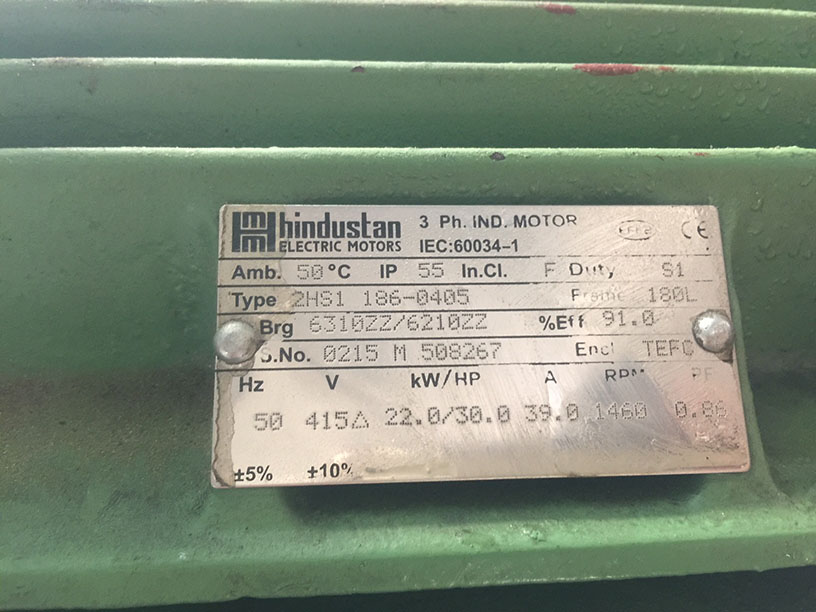 hindustan 3 Ph. IND. MOTOR
ELECTRIC MOTORS IEC:60034-1 CE
Amb. 50°C IP 55 In.Cl. F Duty S1
Type 2HS1 186-0405 Frame 180L
Brg 6310ZZ/6210ZZ %Eff 91.0
S.No. 0215 M 508267 Encl TEFC
Hz V kW/HP A RPM PF
50 415△ 22.0/30.0 39.0 1460 0.86
±5% ±10%